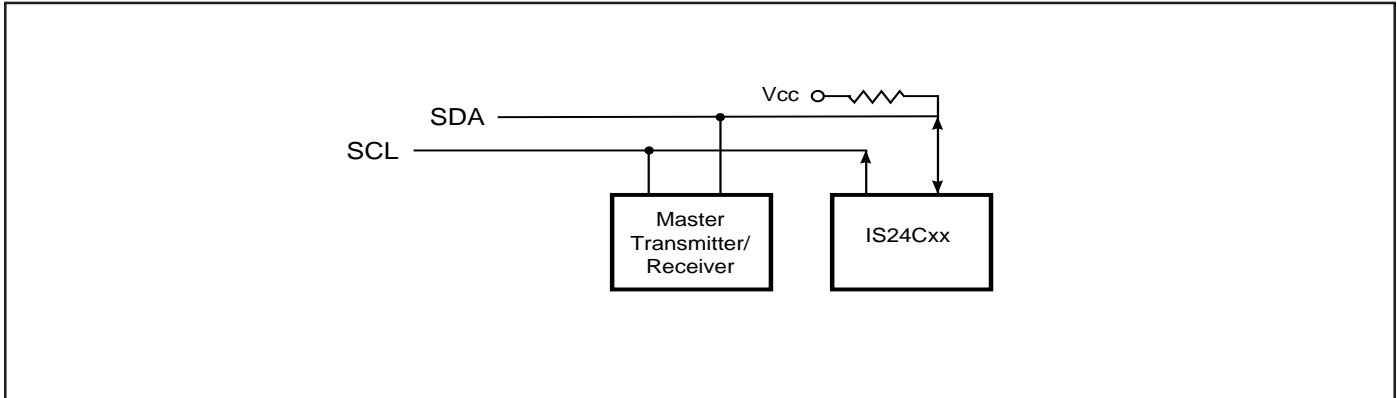 Vcc
SDA
SCL
Master
Transmitter/
Receiver
IS24Cxx